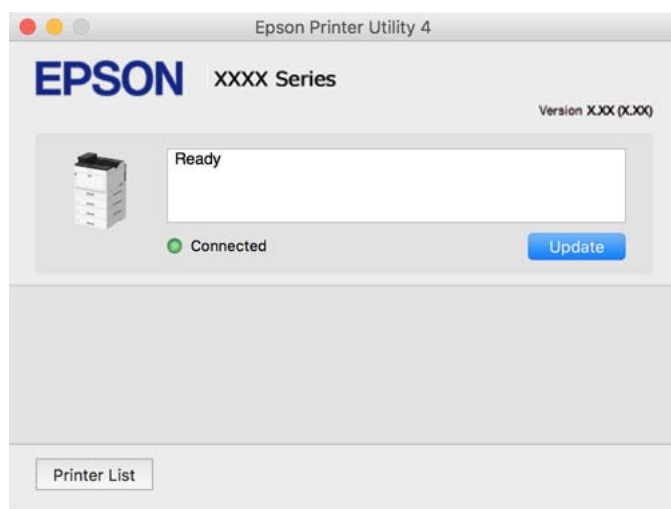 Epson Printer Utility 4
EPSON XXXX Series
Version X.XX (X.XX)
Ready
Connected
Update
Printer List